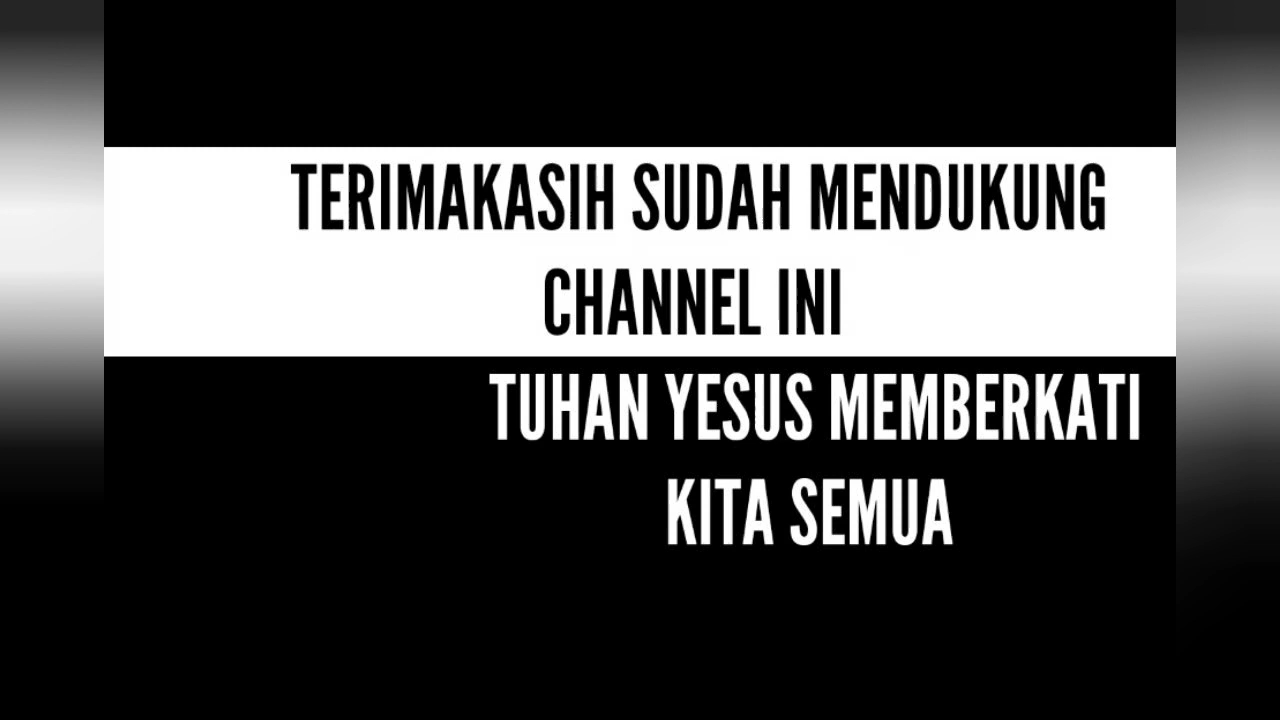 TERIMAKASIH SUDAH MENDUKUNG
CHANNEL INI
TUHAN YESUS MEMBERKATI
KITA SEMUA